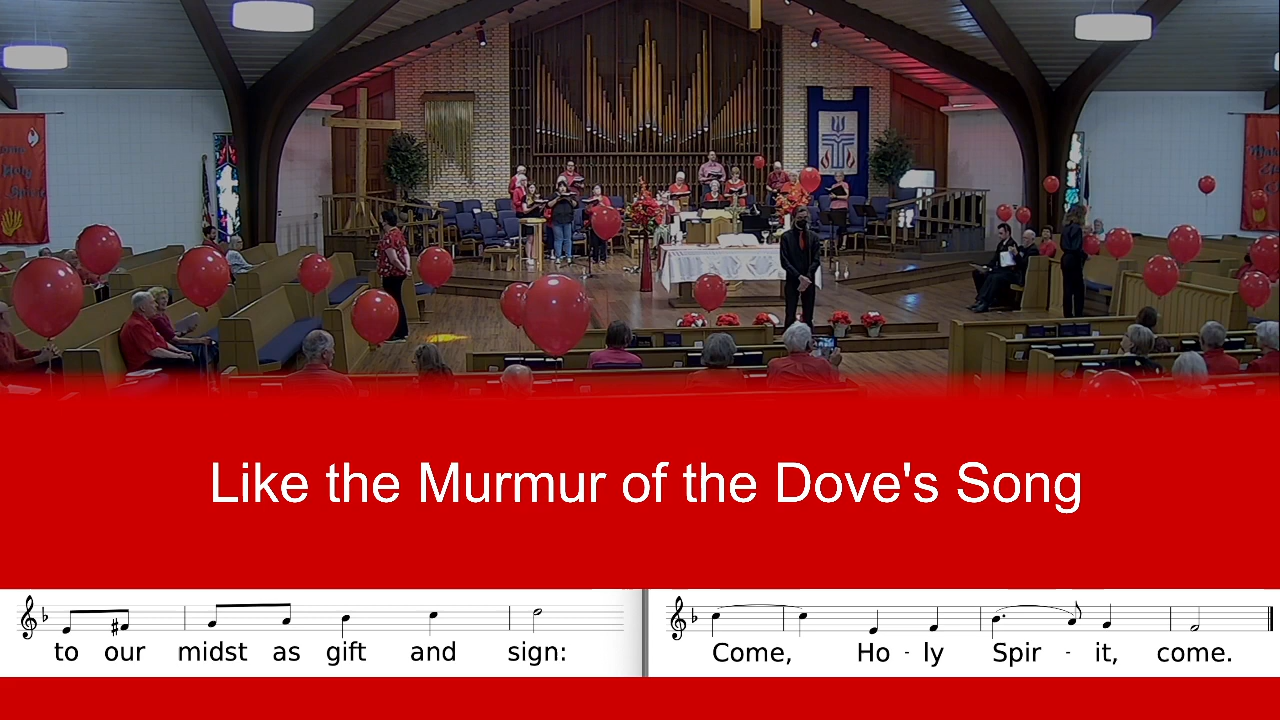 Holy
Like the Murmur of the Dove's Song
to our midst as gift and sign:
Come, Ho - ly Spir - it, come.